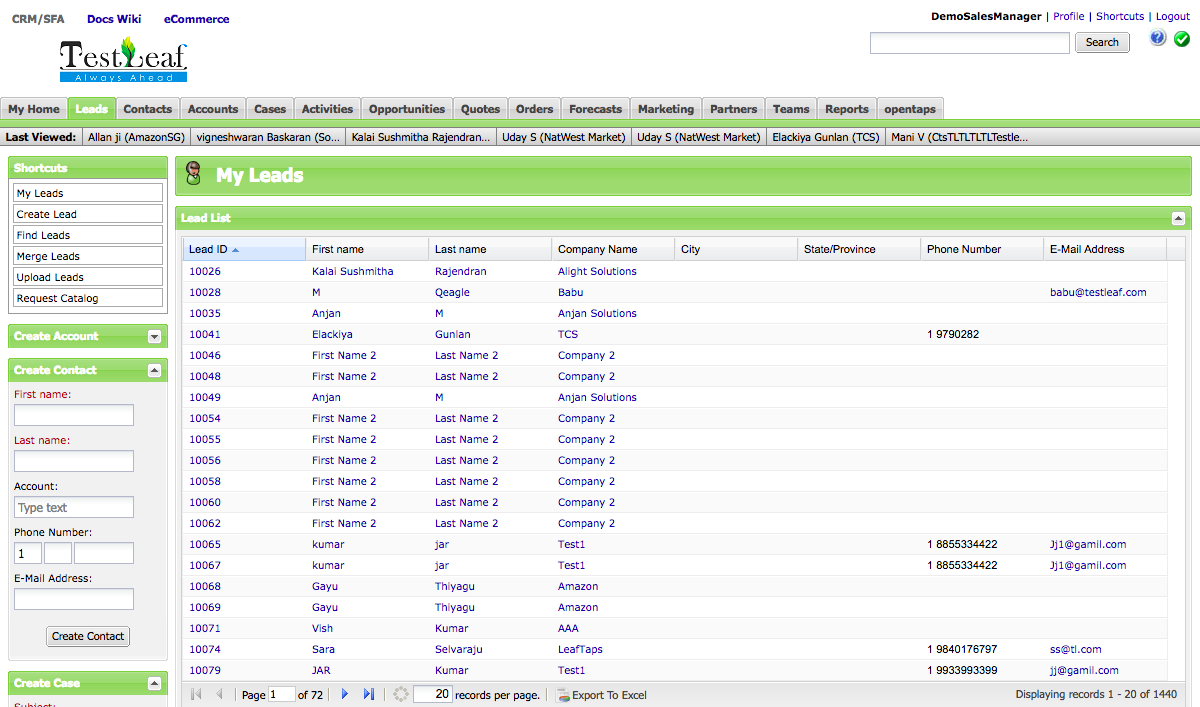 CRM/SFA Docs Wiki eCommerce
DemoSalesManager | Profile | Shortcuts | Logout
TestLeaf
Always Ahead
Search
My Home Leads Contacts Accounts Cases Activities Opportunities Quotes Orders Forecasts Marketing Partners Teams Reports opentaps
Last Viewed: Allan ji (AmazonSG) vigneshwaran Baskaran (So... Kalai Sushmitha Rajendran... Uday S (NatWest Market) Uday S (NatWest Market) Elackiya Gunlan (TCS) Mani V (CtsTLTLTLTLTestle...
Shortcuts
My Leads
Create Lead
Find Leads
Merge Leads
Upload Leads
Request Catalog
Create Account
Create Contact
First name:
Last name:
Account:
Type text
Phone Number:
1
E-Mail Address:
Create Contact
Create Case
Subject:
My Leads
Lead List
Lead ID First name Last name Company Name City State/Province Phone Number E-Mail Address
10026 Kalai Sushmitha Rajendran Alight Solutions
10028 M Qeagle Babu babu@testleaf.com
10035 Anjan M Anjan Solutions
10041 Elackiya Gunlan TCS 1 9790282
10046 First Name 2 Last Name 2 Company 2
10048 First Name 2 Last Name 2 Company 2
10049 Anjan M Anjan Solutions
10054 First Name 2 Last Name 2 Company 2
10055 First Name 2 Last Name 2 Company 2
10056 First Name 2 Last Name 2 Company 2
10058 First Name 2 Last Name 2 Company 2
10060 First Name 2 Last Name 2 Company 2
10062 First Name 2 Last Name 2 Company 2
10065 kumar jar Test1 1 8855334422 Jj1@gamil.com
10067 kumar jar Test1 1 8855334422 Jj1@gamil.com
10068 Gayu Thiyagu Amazon
10069 Gayu Thiyagu Amazon
10071 Vish Kumar AAA
10074 Sara Selvaraju LeafTaps 1 9840176797 ss@tl.com
10079 JAR Kumar Test1 1 9933993399 jj@gamil.com
Page 1 of 72 20 records per page. Export To Excel Displaying records 1 - 20 of 1440